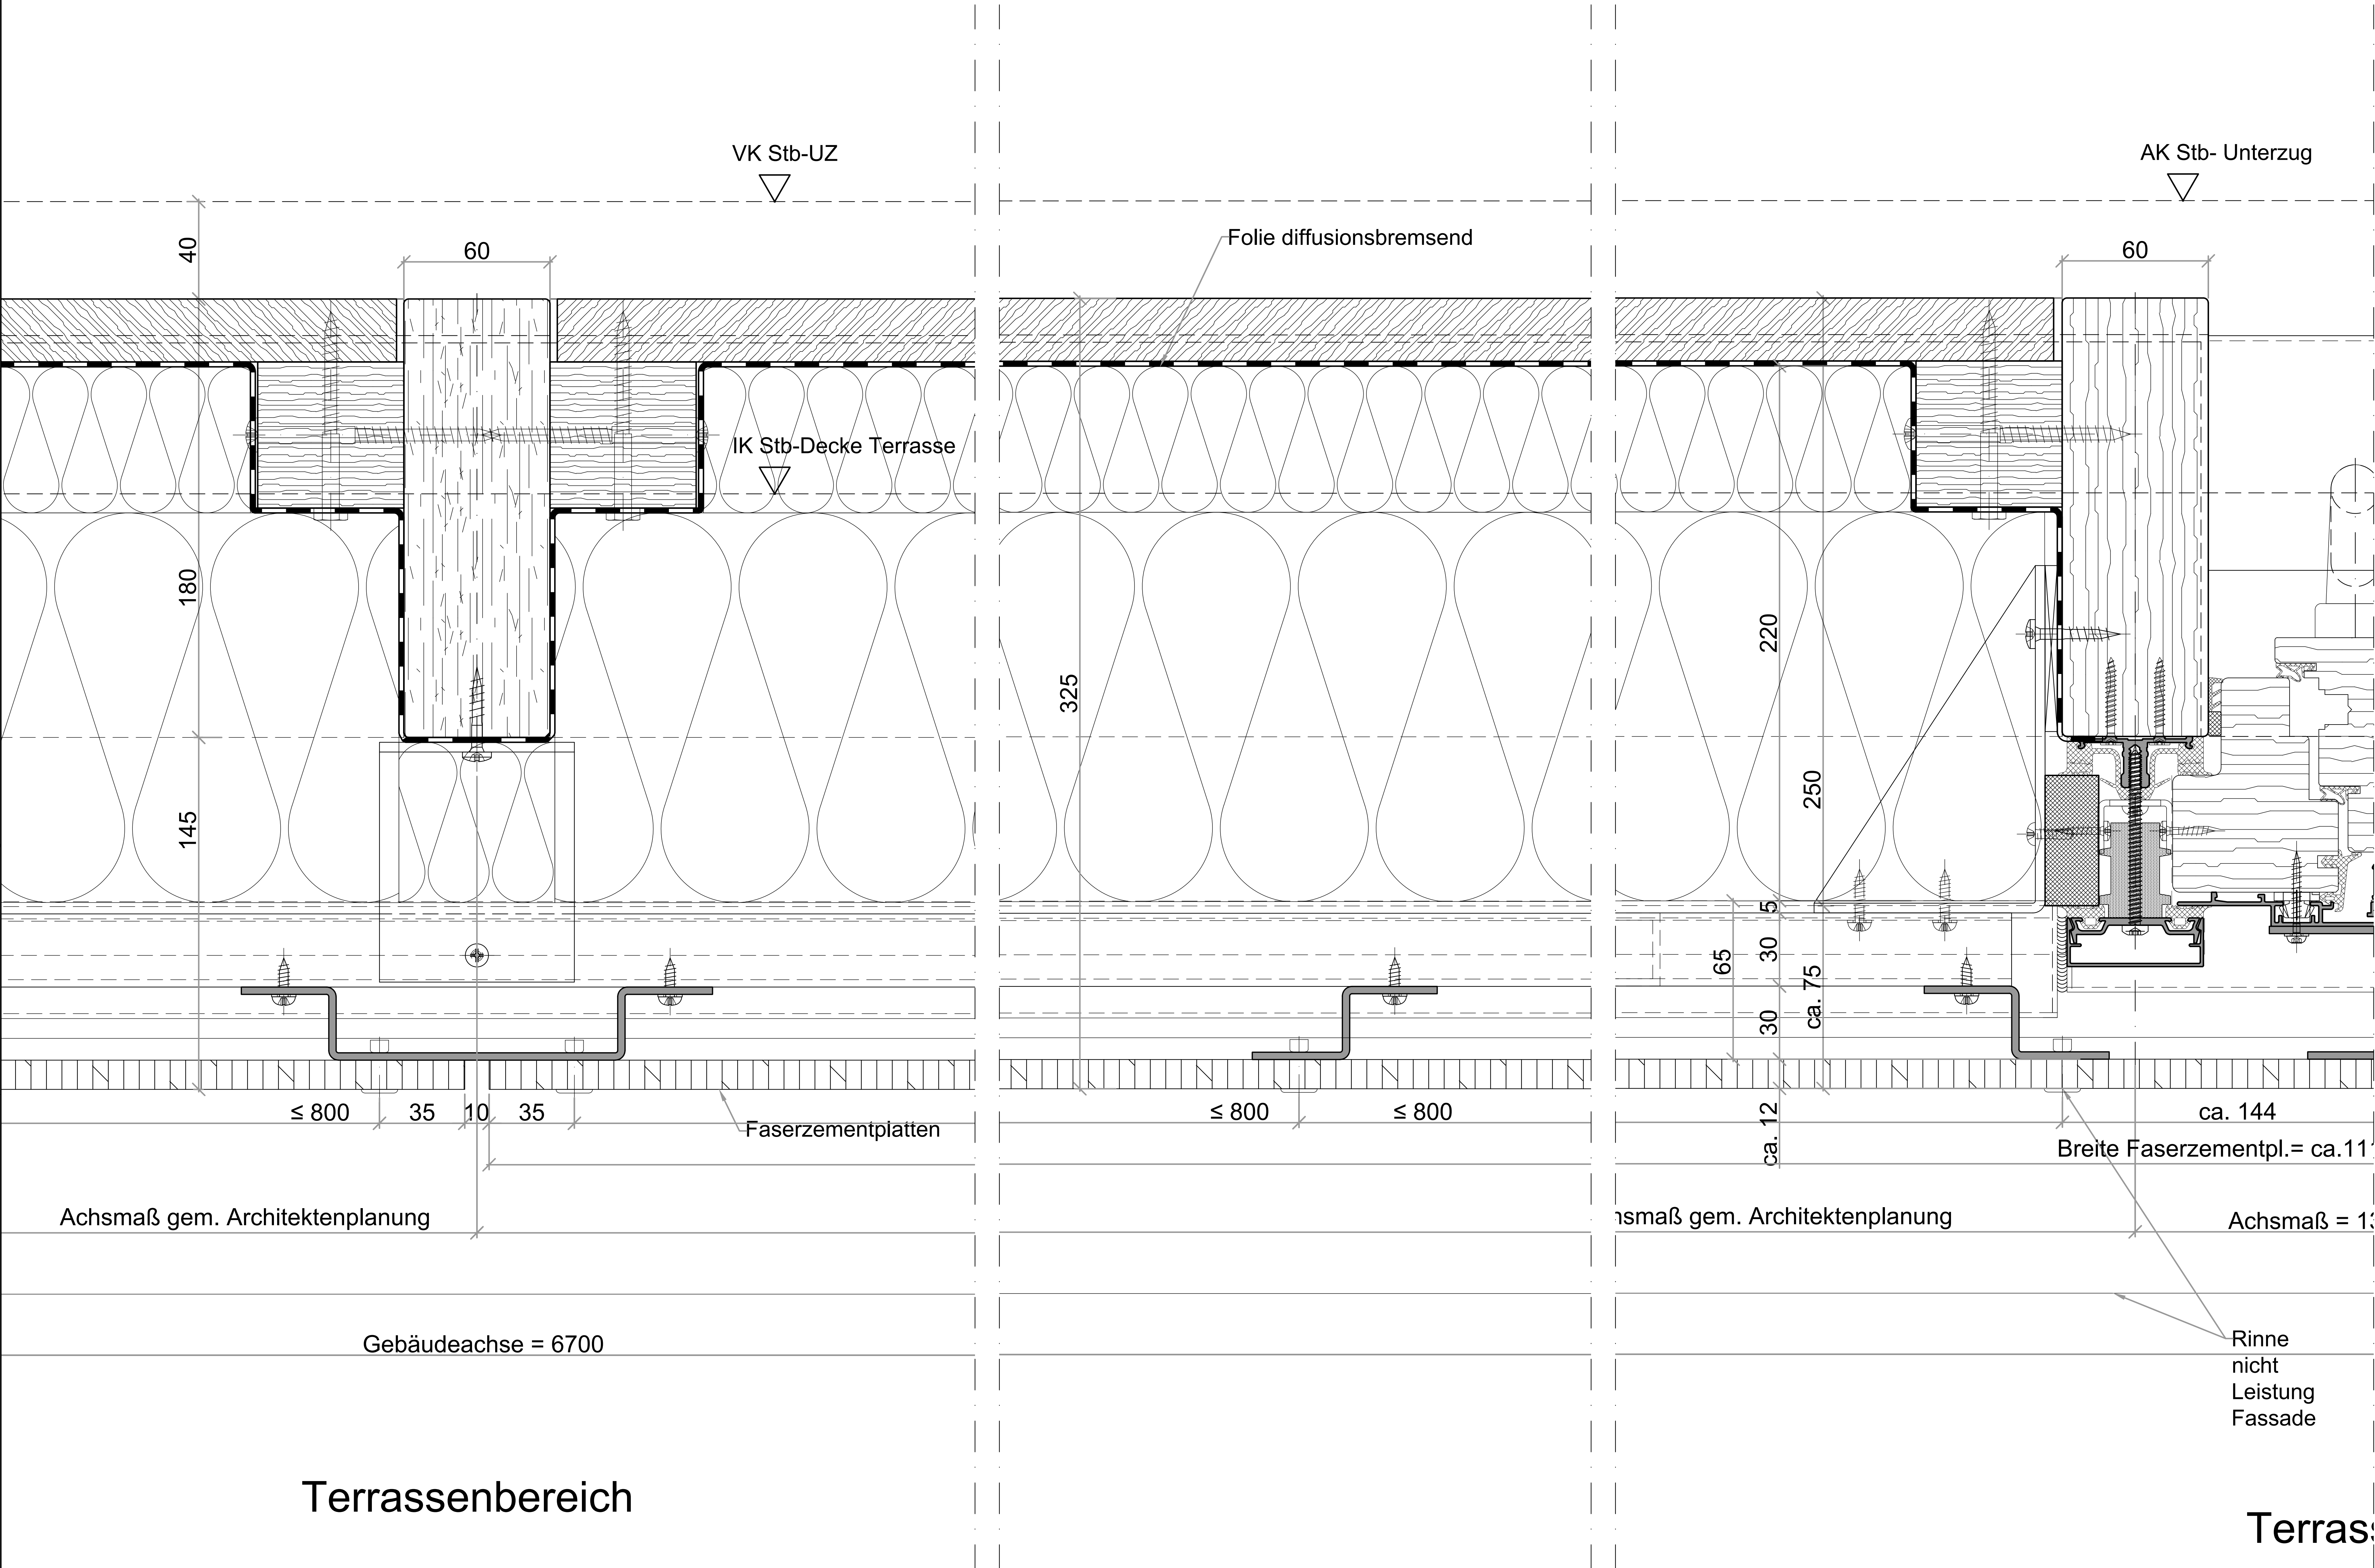 VK Stb-UZ
AK Stb- Unterzug
Folie diffusionsbremsend
40
60
60
IK Stb-Decke Terrasse
180
220
325
250
145
5
30
65
ca. 75
30
≤ 800
35
10
35
≤ 800
≤ 800
ca. 12
ca. 144
Faserzementplatten
Breite Faserzementpl.= ca.11
Achsmaß gem. Architektenplanung
smaß gem. Architektenplanung
Achsmaß = 1
Gebäudeachse = 6700
Rinne
nicht
Leistung
Fassade
Terrassenbereich
Terras